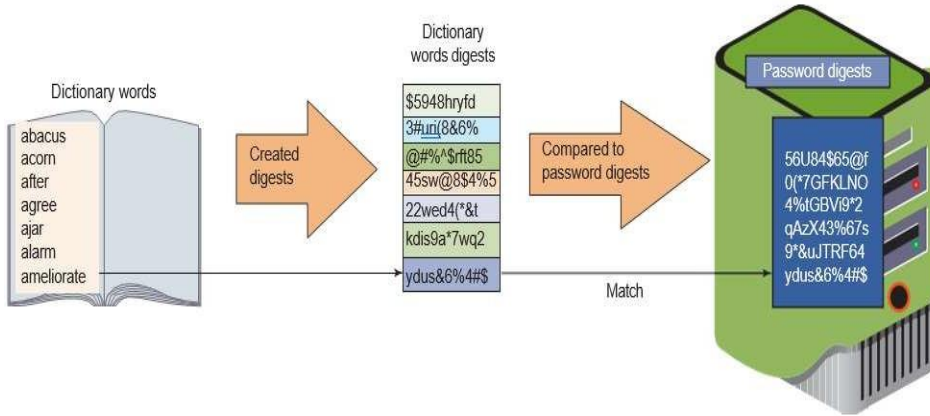 Dictionary words
abacus
acorn
after
agree
ajar
alarm
ameliorate
Created
digests
Dictionary
words digests
$5948hryfd
3#uri(8&6%
@#%^$rft85
45sw@8$4%5
22wed4(*&t
kdis9a*7wq2
ydus&6%4#$
Compared to
password digests
Match
Password digests
56U84$65@f
0(*7GFKLNO
4%tGBVi9*2
qAzX43%67s
9*&uJTRF64
ydus&6%4#$